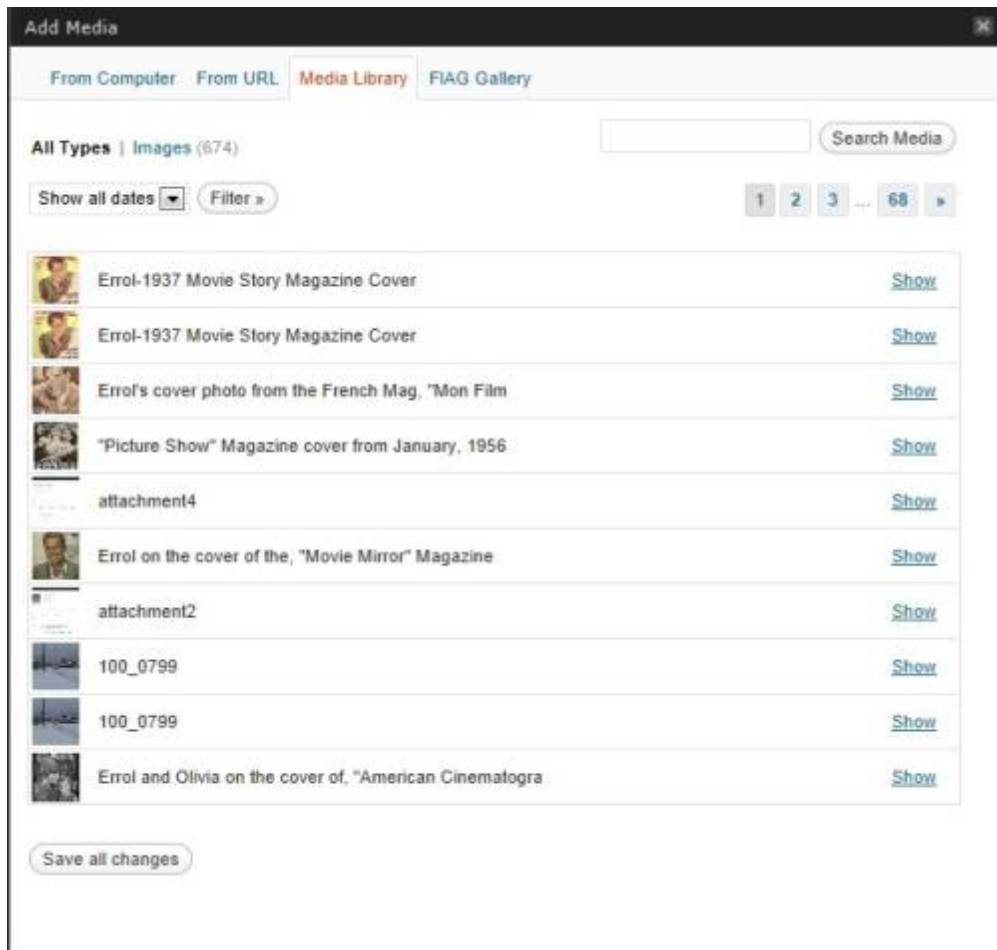 Add Media
From Computer From URL Media Library FlAG Gallery
All Types | Images (674)
Search Media
Show all dates Filter »
1 2 3 ... 68 »
Errol-1937 Movie Story Magazine Cover Show
Errol-1937 Movie Story Magazine Cover Show
Errol's cover photo from the French Mag, "Mon Film Show
"Picture Show" Magazine cover from January, 1956 Show
attachment4 Show
Errol on the cover of the, "Movie Mirror" Magazine Show
attachment2 Show
100_0799 Show
100_0799 Show
Errol and Olivia on the cover of, "American Cinematogra Show
Save all changes